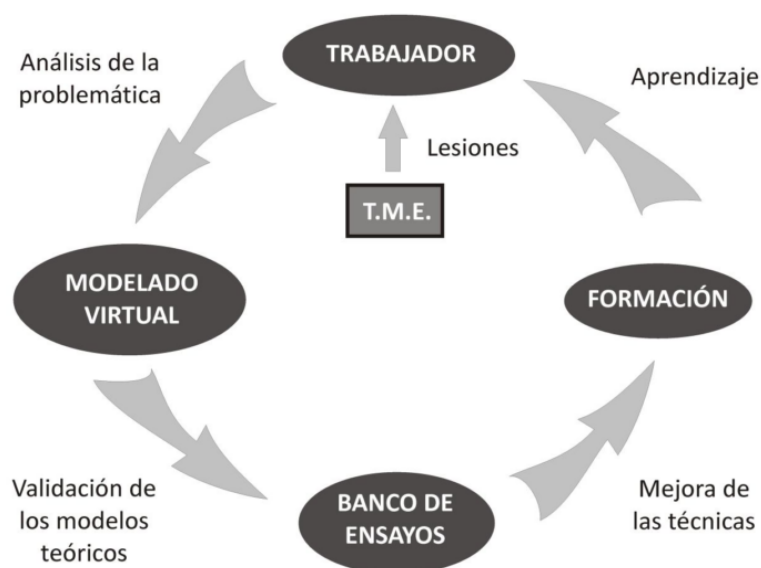 TRABAJADOR
Análisis de la
problemática
Aprendizaje
Lesiones
T.M.E.
MODELADO
VIRTUAL
FORMACIÓN
Validación de
los modelos
teóricos
BANCO DE
ENSAYOS
Mejora de
las técnicas